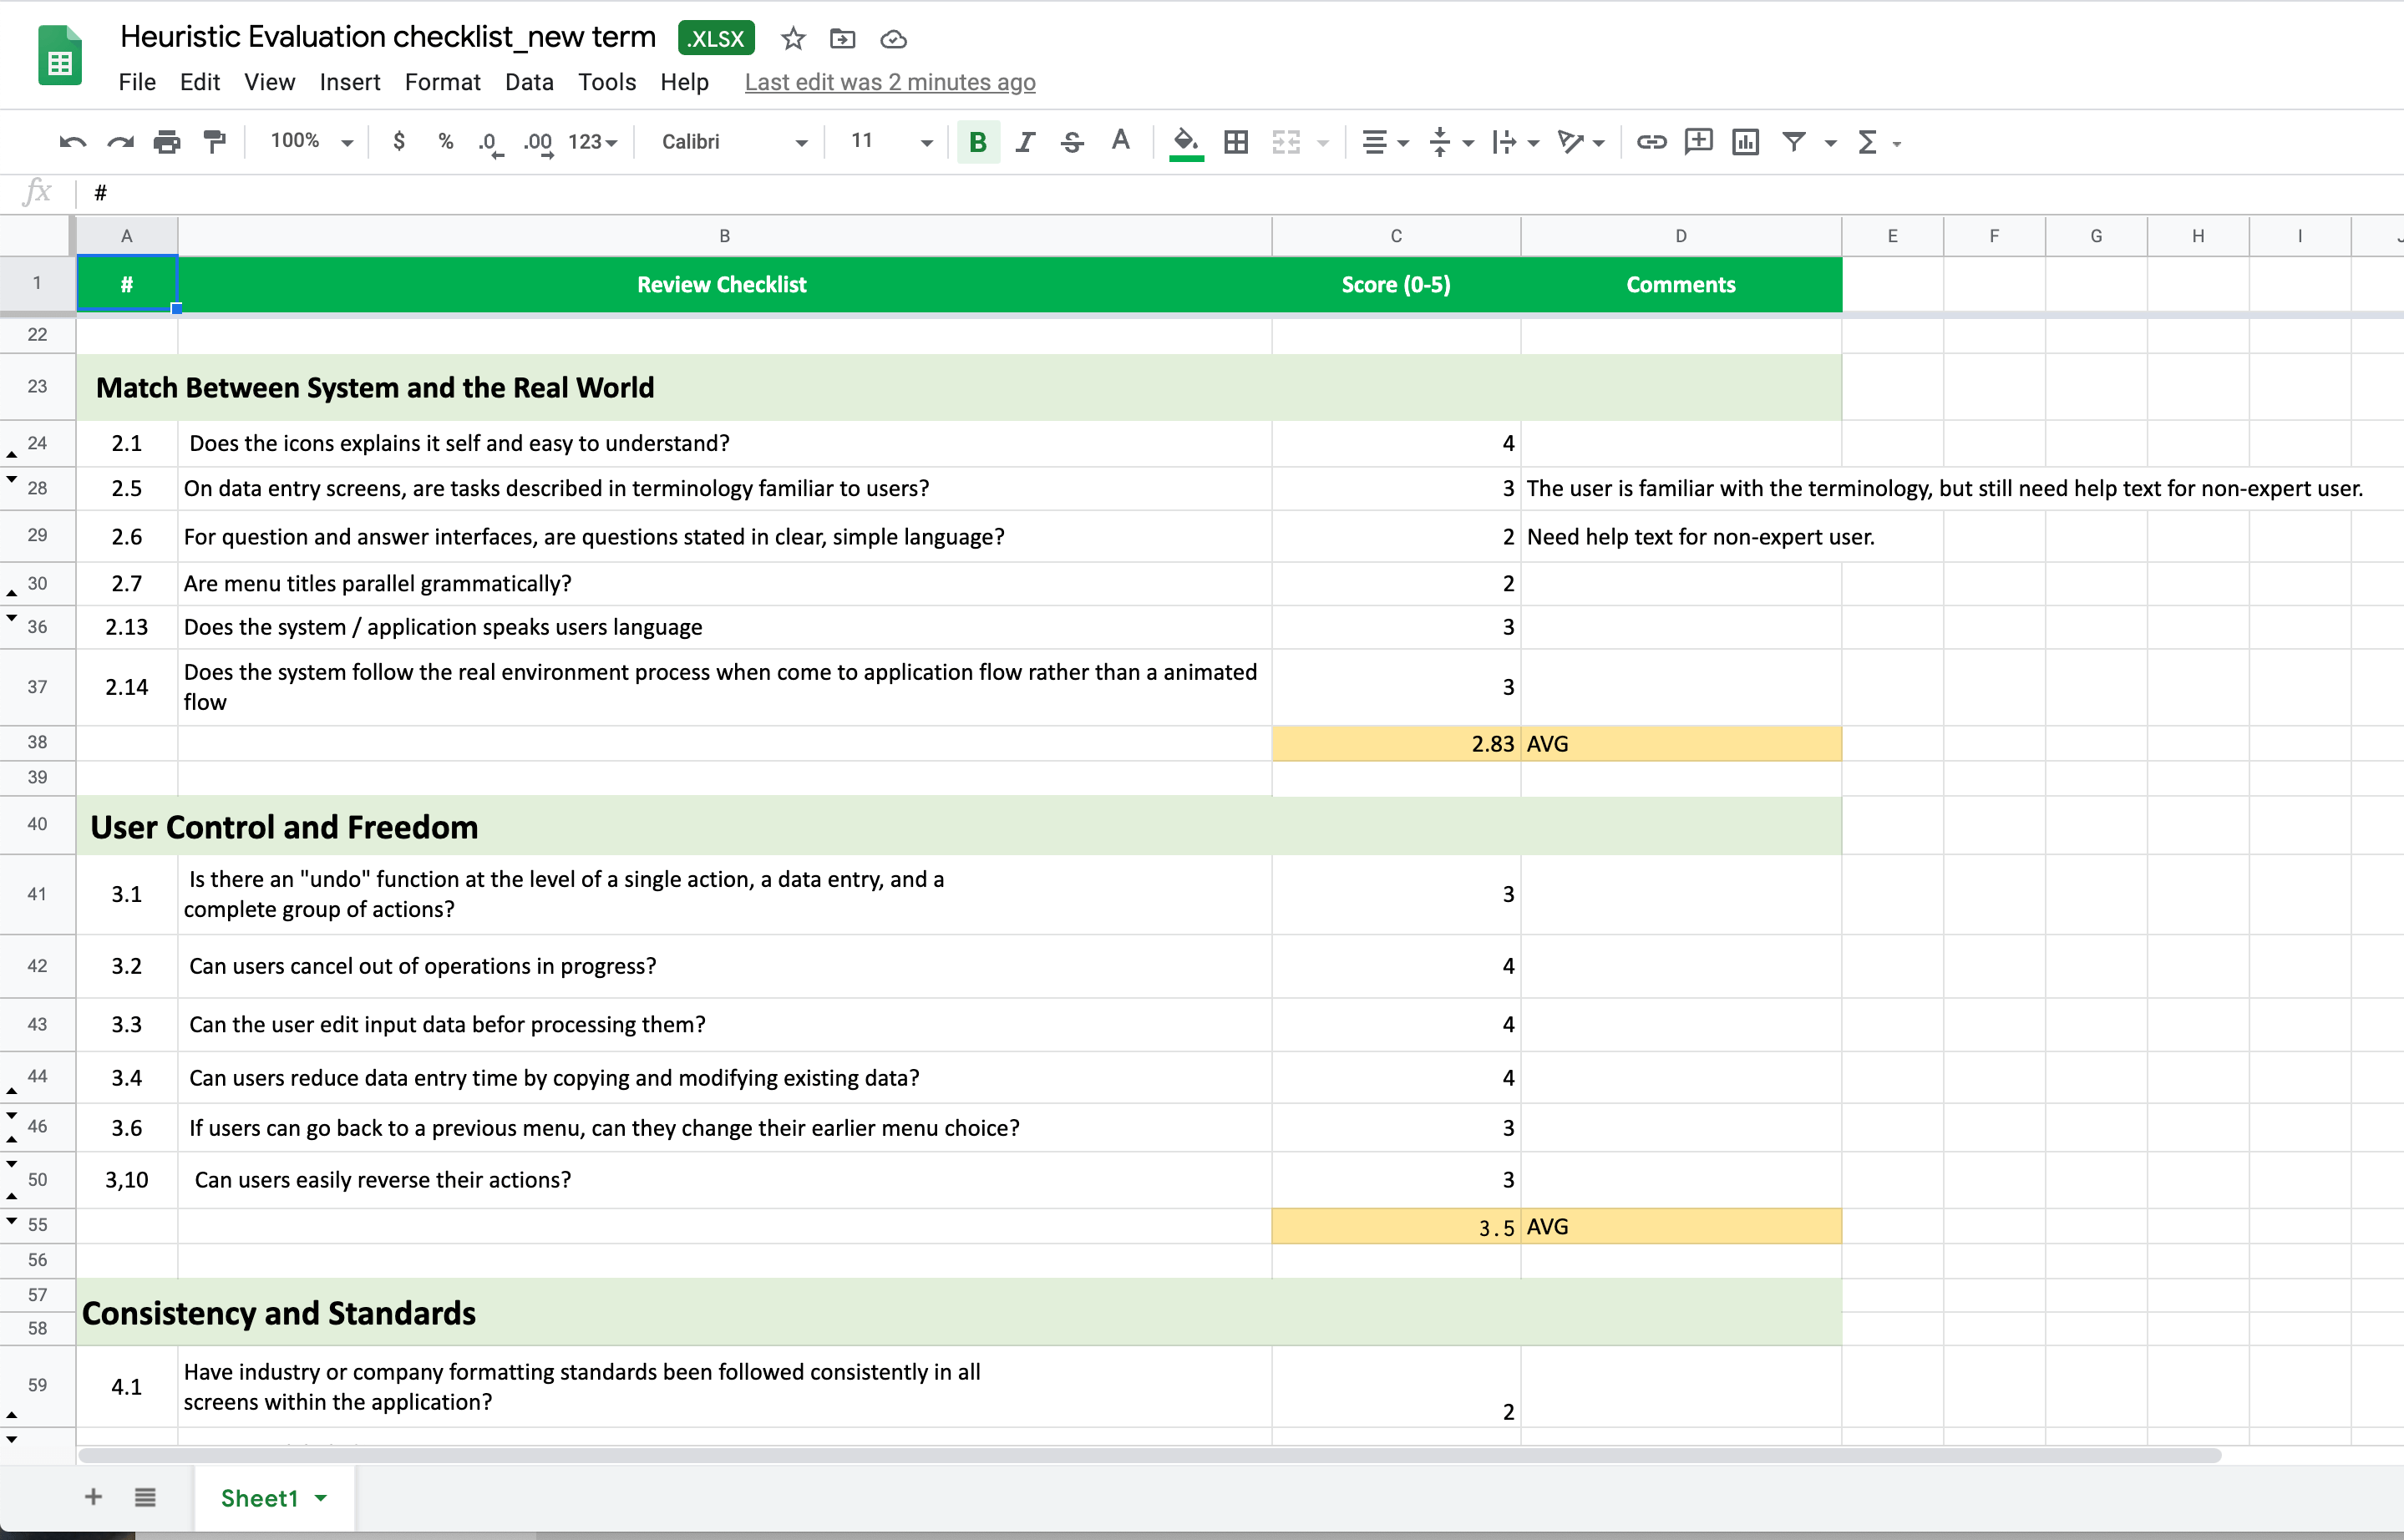 Heuristic Evaluation checklist_new term .XLSX
File Edit View Insert Format Data Tools Help Last edit was 2 minutes ago
100% $ % .0 .00 123 Calibri 11 B I S A Σ
fx #
A B C D E F G H I
1 # Review Checklist Score (0-5) Comments
22
23 Match Between System and the Real World
24 2.1 Does the icons explains it self and easy to understand? 4
28 2.5 On data entry screens, are tasks described in terminology familiar to users? 3 The user is familiar with the terminology, but still need help text for non-expert user.
29 2.6 For question and answer interfaces, are questions stated in clear, simple language? 2 Need help text for non-expert user.
30 2.7 Are menu titles parallel grammatically? 2
36 2.13 Does the system / application speaks users language 3
37 2.14 Does the system follow the real environment process when come to application flow rather than a animated
flow 3
38 2.83 AVG
39
40 User Control and Freedom
41 3.1 Is there an "undo" function at the level of a single action, a data entry, and a
complete group of actions? 3
42 3.2 Can users cancel out of operations in progress? 4
43 3.3 Can the user edit input data befor processing them? 4
44 3.4 Can users reduce data entry time by copying and modifying existing data? 4
46 3.6 If users can go back to a previous menu, can they change their earlier menu choice? 3
50 3,10 Can users easily reverse their actions? 3
55 3.5 AVG
56
57
Consistency and Standards
58
59 4.1 Have industry or company formatting standards been followed consistently in all
screens within the application? 2
+ Sheet1